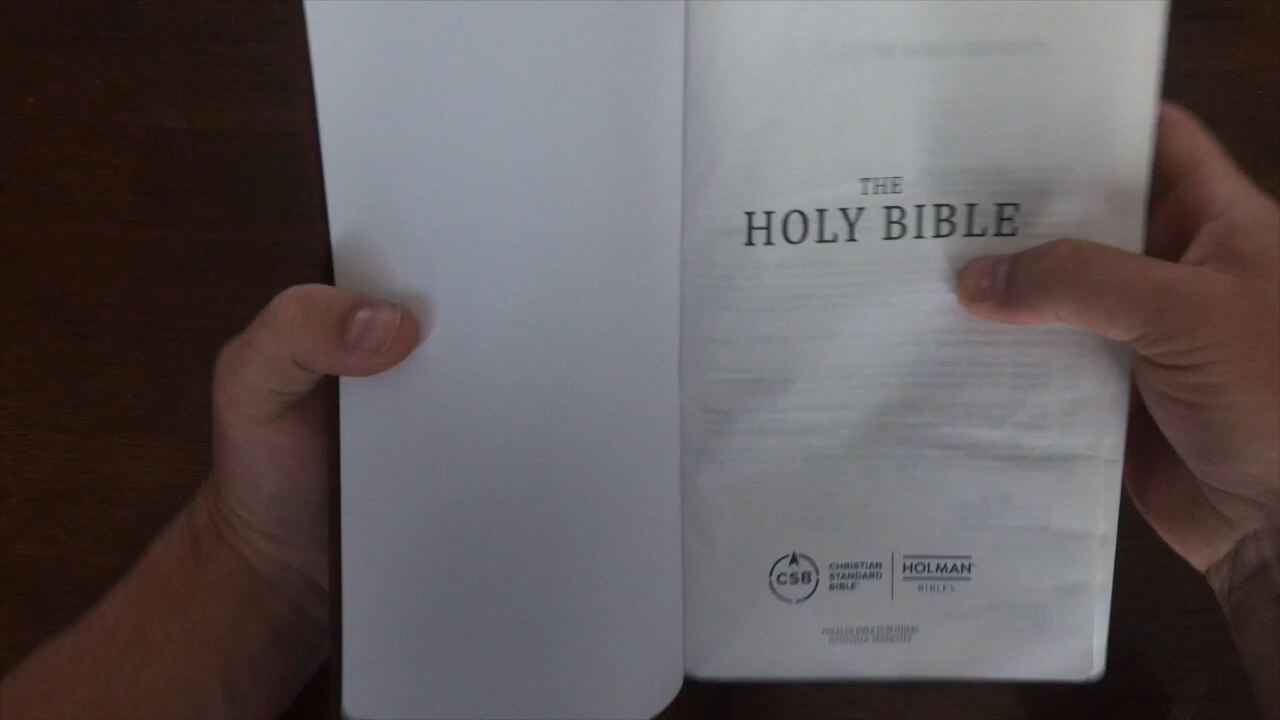 THE
HOLY BIBLE
CSB
CHRISTIAN
STANDARD
BIBLE®
HOLMAN®
BIBLES